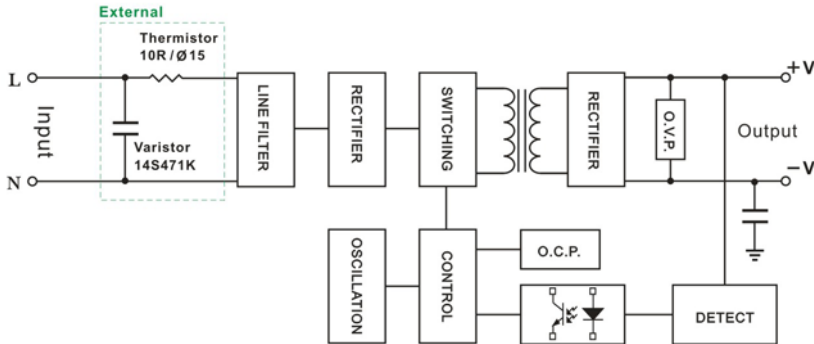 External
Thermistor
10R/Ø15
L
Input
N
Varistor
14S471K
LINE FILTER
RECTIFIER
SWITCHING
RECTIFIER
O.V.P.
+V
Output
-V
OSCILLATION
CONTROL
O.C.P.
DETECT